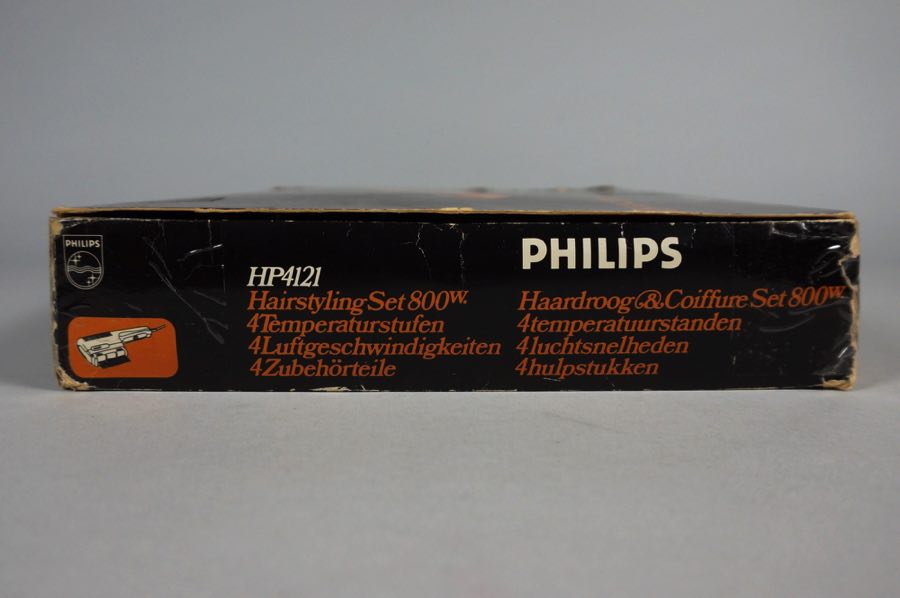 PHILIPS
PHILIPS
HP4121
Hairstyling Set 800W.
4Temperaturstufen
4Luftgeschwindigkeiten
4Zubehörteile
Haardroog & Coiffure Set 800W.
4temperatuurstanden
4luchtsnelheden
4hulpstukken